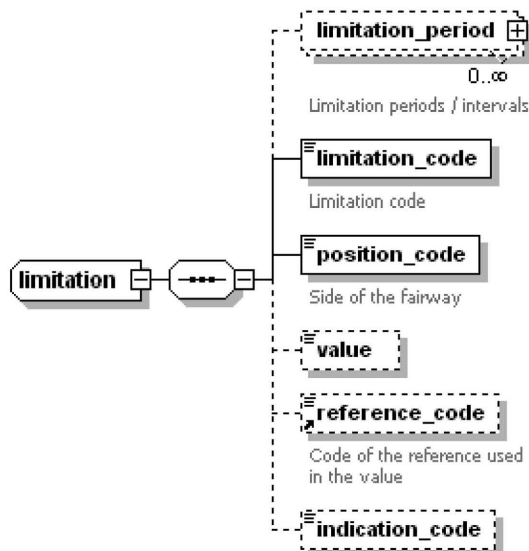 limitation_period
0..∞
Limitation periods / intervals
limitation_code
Limitation code
limitation
position_code
Side of the fairway
value
reference_code
Code of the reference used
in the value
indication_code